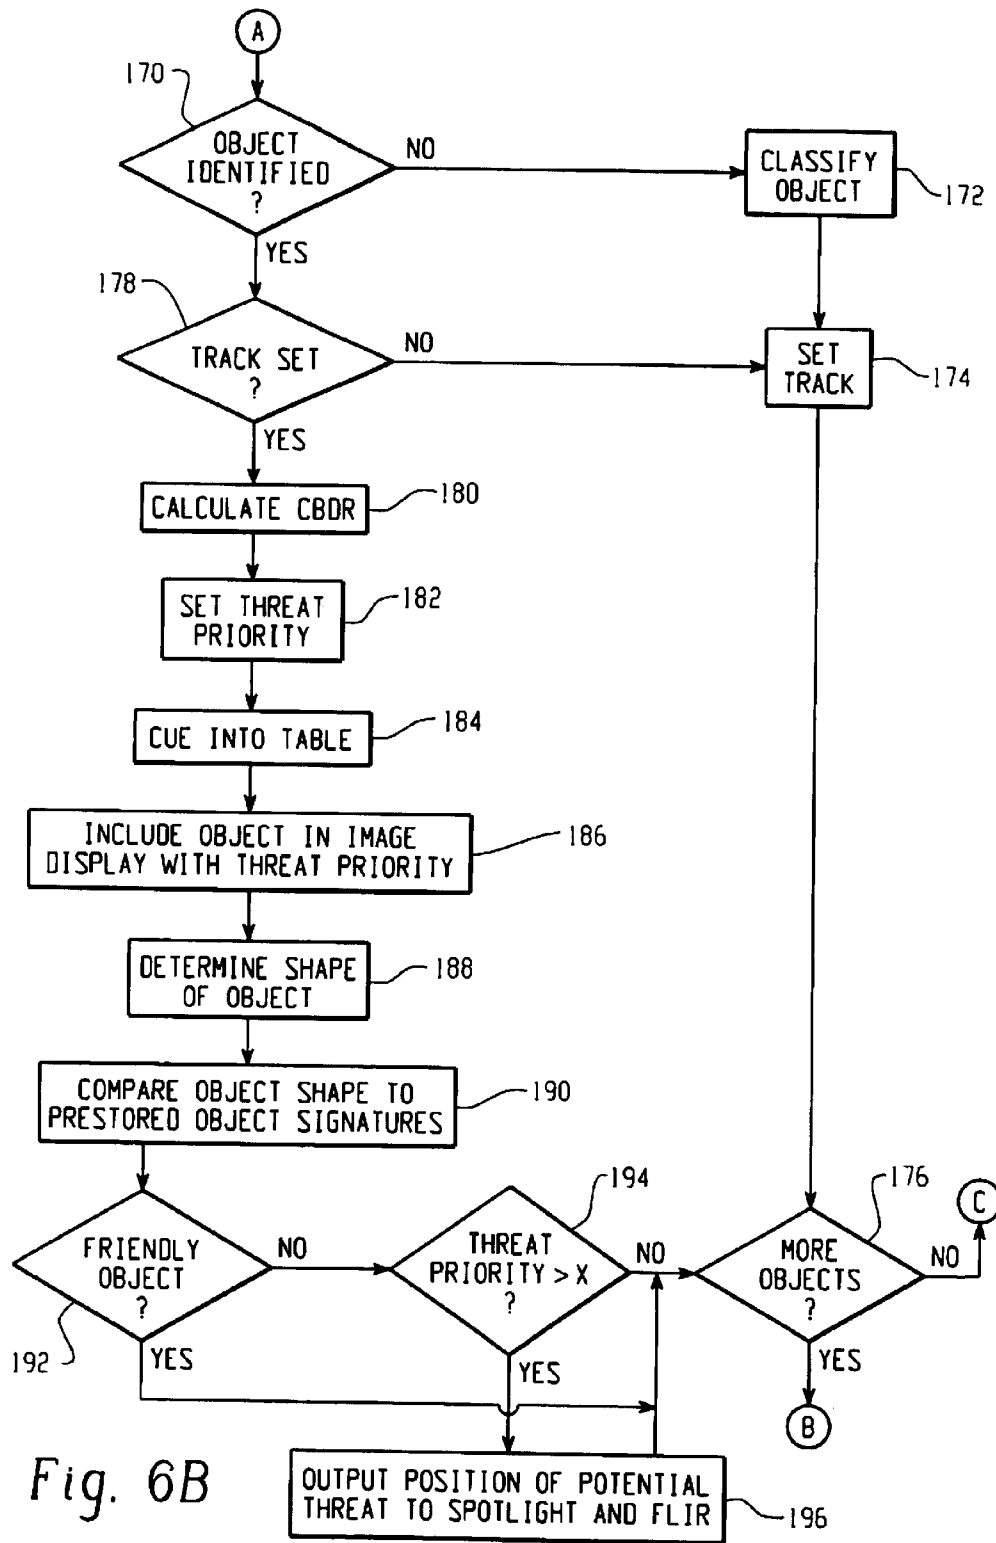 A
170
OBJECT
IDENTIFIED
?
NO
CLASSIFY
OBJECT
172
YES
178
TRACK SET
?
NO
SET
TRACK
174
YES
CALCULATE CBDR
180
SET THREAT
PRIORITY
182
CUE INTO TABLE
184
INCLUDE OBJECT IN IMAGE
DISPLAY WITH THREAT PRIORITY
186
DETERMINE SHAPE
OF OBJECT
188
COMPARE OBJECT SHAPE TO
PRESTORED OBJECT SIGNATURES
190
FRIENDLY
OBJECT
?
192
NO
YES
194
THREAT
PRIORITY > X
?
NO
YES
176
MORE
OBJECTS
?
NO
C
YES
B
OUTPUT POSITION OF POTENTIAL
THREAT TO SPOTLIGHT AND FLIR
196
Fig. 6B